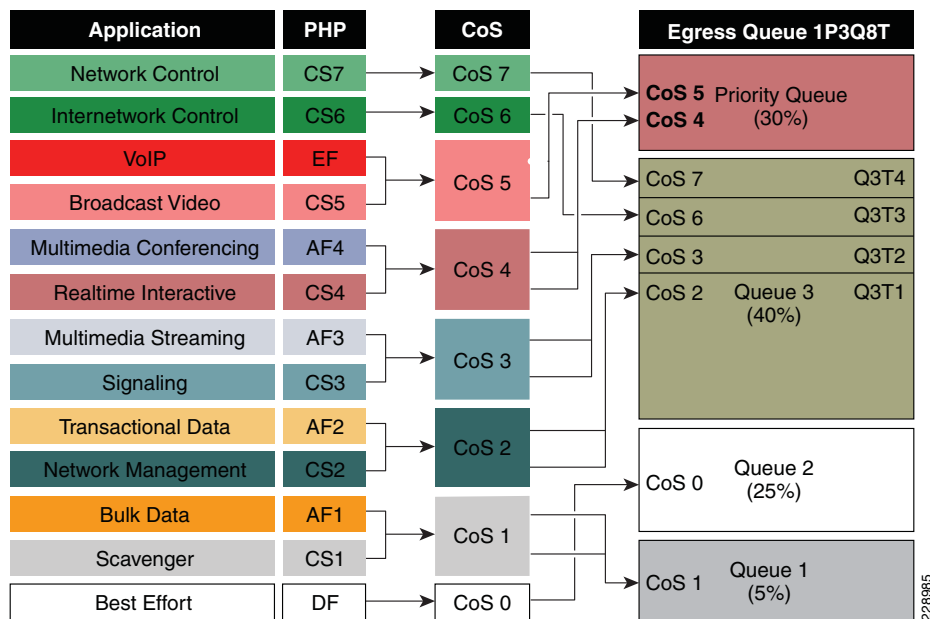 Application PHP CoS Egress Queue 1P3Q8T
Network Control CS7 CoS 7
Internetwork Control CS6 CoS 6
VoIP EF
CoS 5
Broadcast Video CS5
Multimedia Conferencing AF4
CoS 4
Realtime Interactive CS4
Multimedia Streaming AF3
CoS 3
Signaling CS3
Transactional Data AF2
CoS 2
Network Management CS2
Bulk Data AF1
CoS 1
Scavenger CS1
Best Effort DF CoS 0
CoS 5 Priority Queue
CoS 4 (30%)
CoS 7 Q3T4
CoS 6 Q3T3
CoS 3 Q3T2
CoS 2 Queue 3 Q3T1
(40%)
CoS 0 Queue 2
(25%)
CoS 1 Queue 1
(5%)
228985